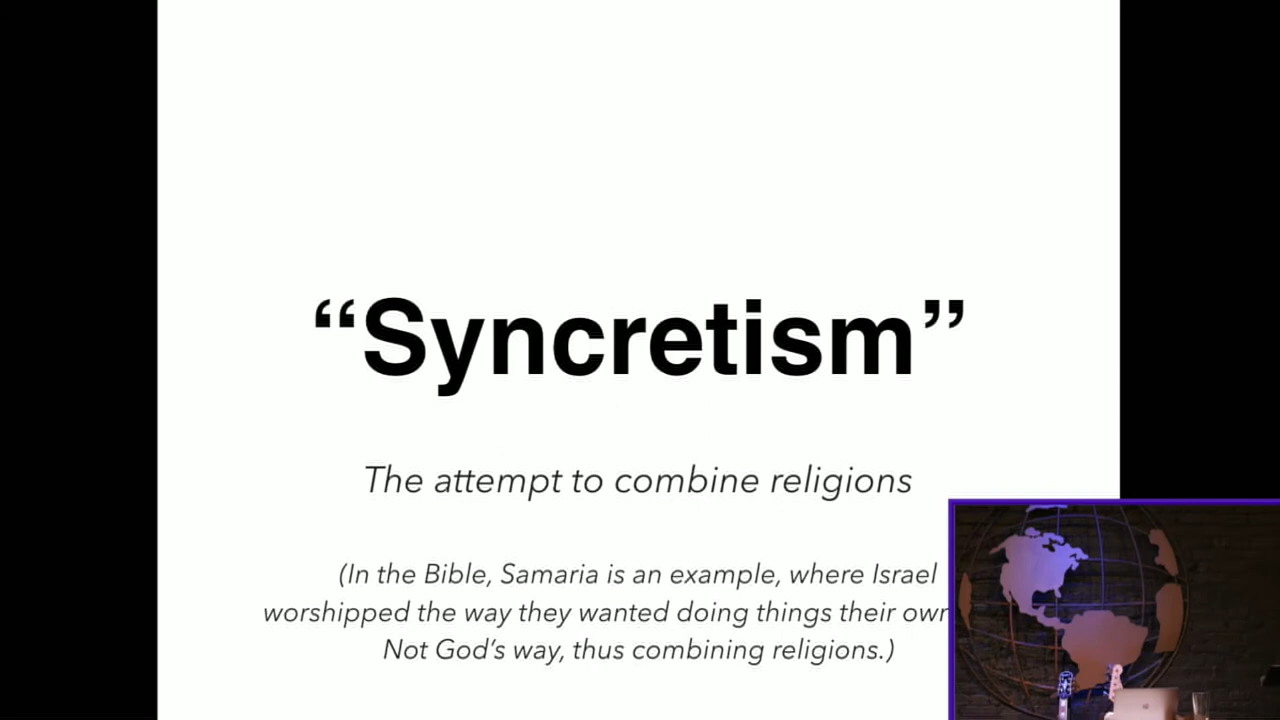 “Syncretism”
The attempt to combine religions
(In the Bible, Samaria is an example, where Israel
worshipped the way they wanted doing things their own
Not God’s way, thus combining religions.)